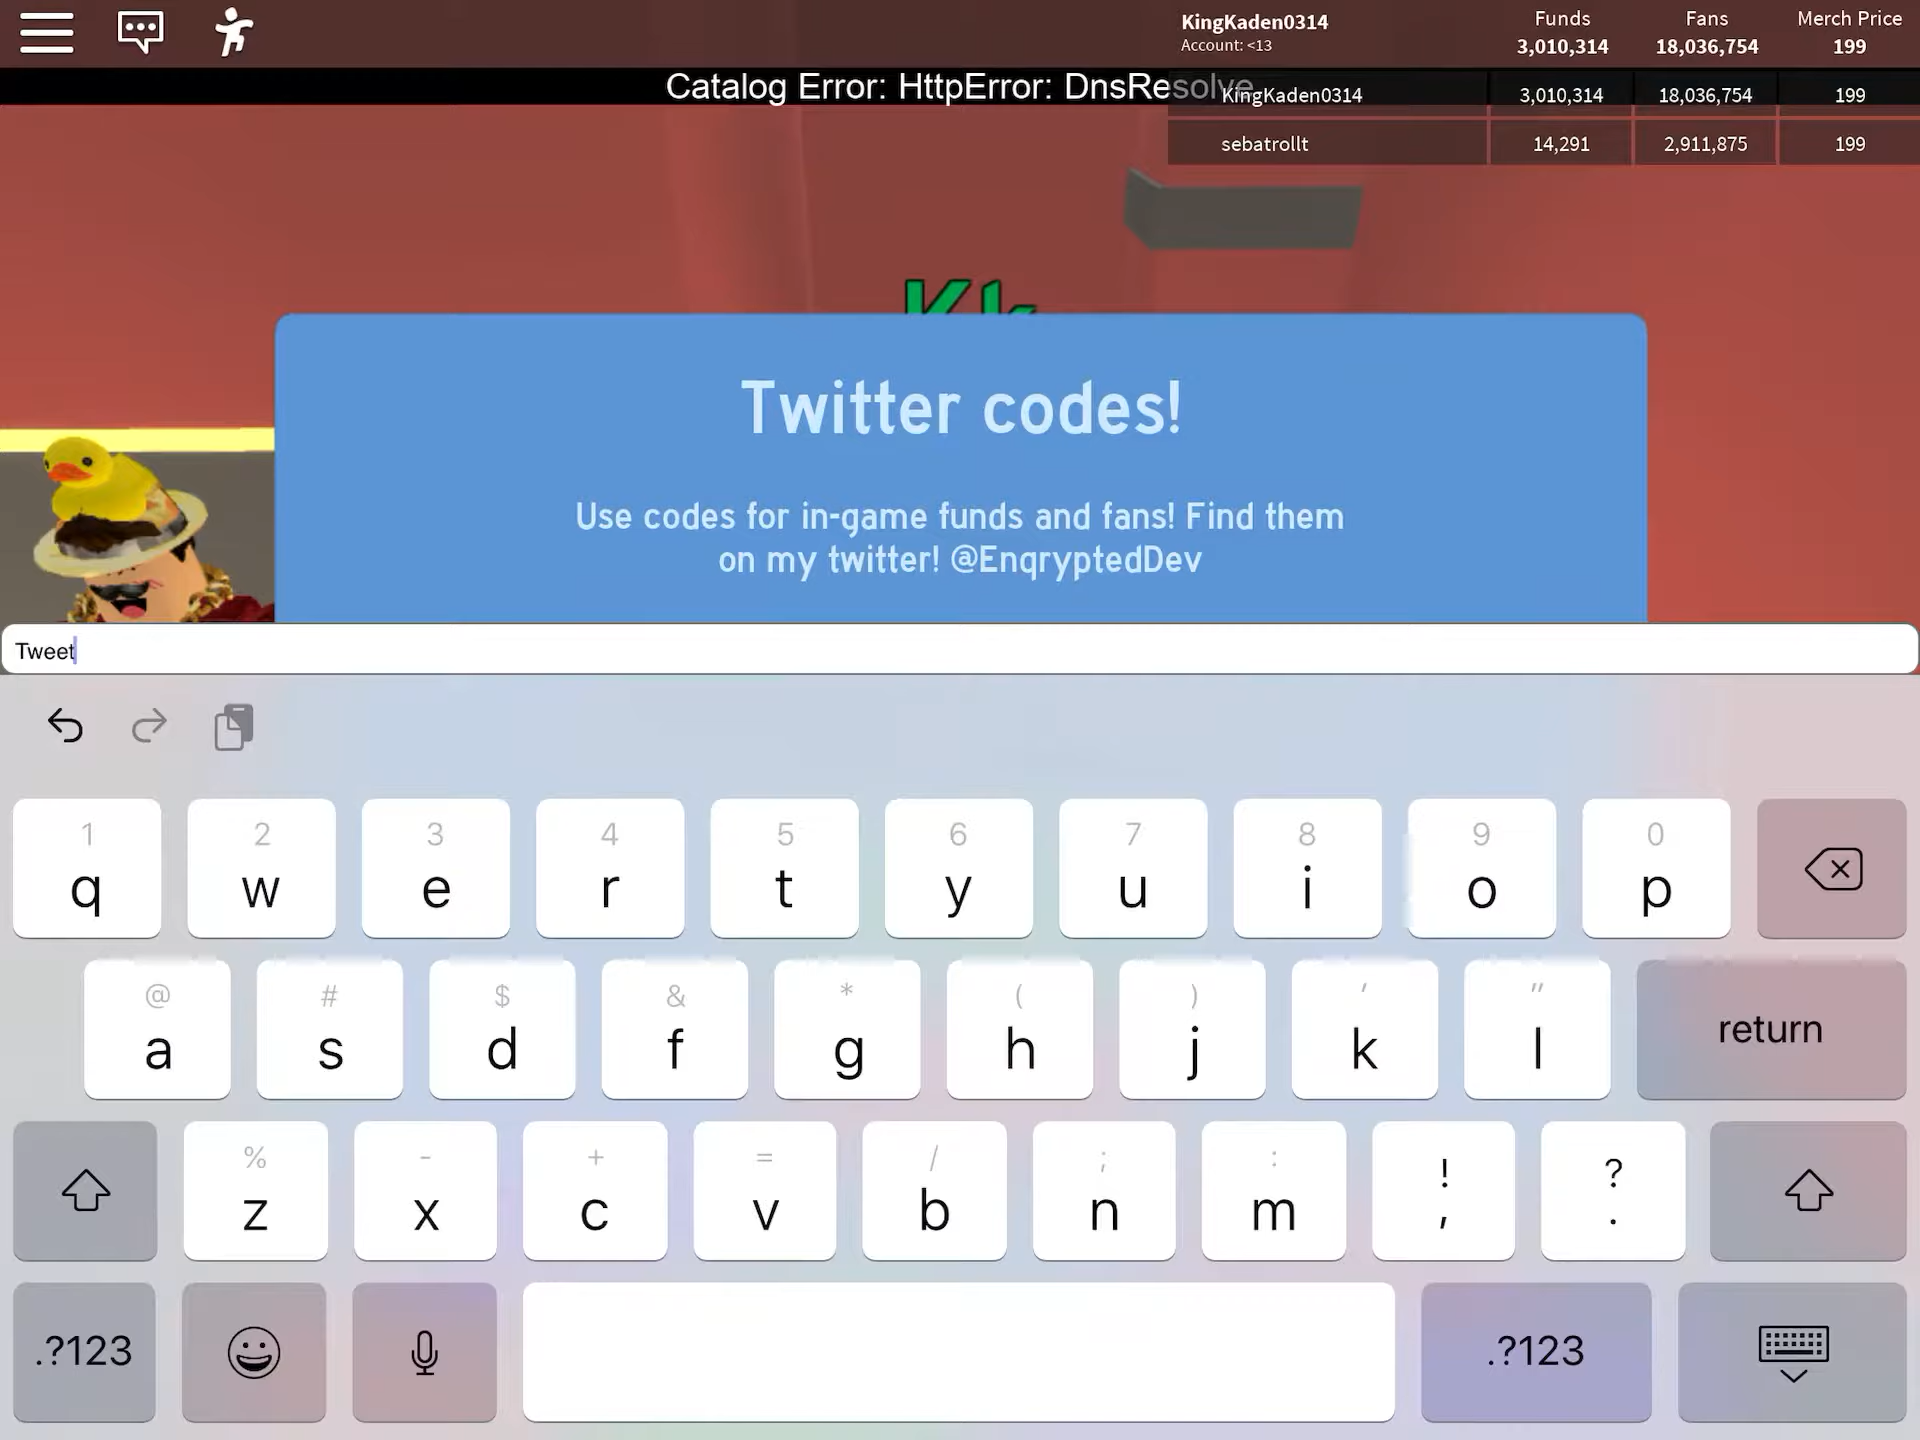 KingKaden0314
Account: <13
Funds
3,010,314
Fans
18,036,754
Merch Price
199
Catalog Error: HttpError: DnsResolve
KingKaden0314 3,010,314 18,036,754 199
sebatrollt 14,291 2,911,875 199
Twitter codes!
Use codes for in-game funds and fans! Find them
on my twitter! @EnqryptedDev
Tweet
1 2 3 4 5 6 7 8 9 0
q w e r t y u i o p
@ # $ & * ( ) ' "
a s d f g h j k l return
% - + = / ; : ! ?
z x c v b n m , .
.?123 .?123